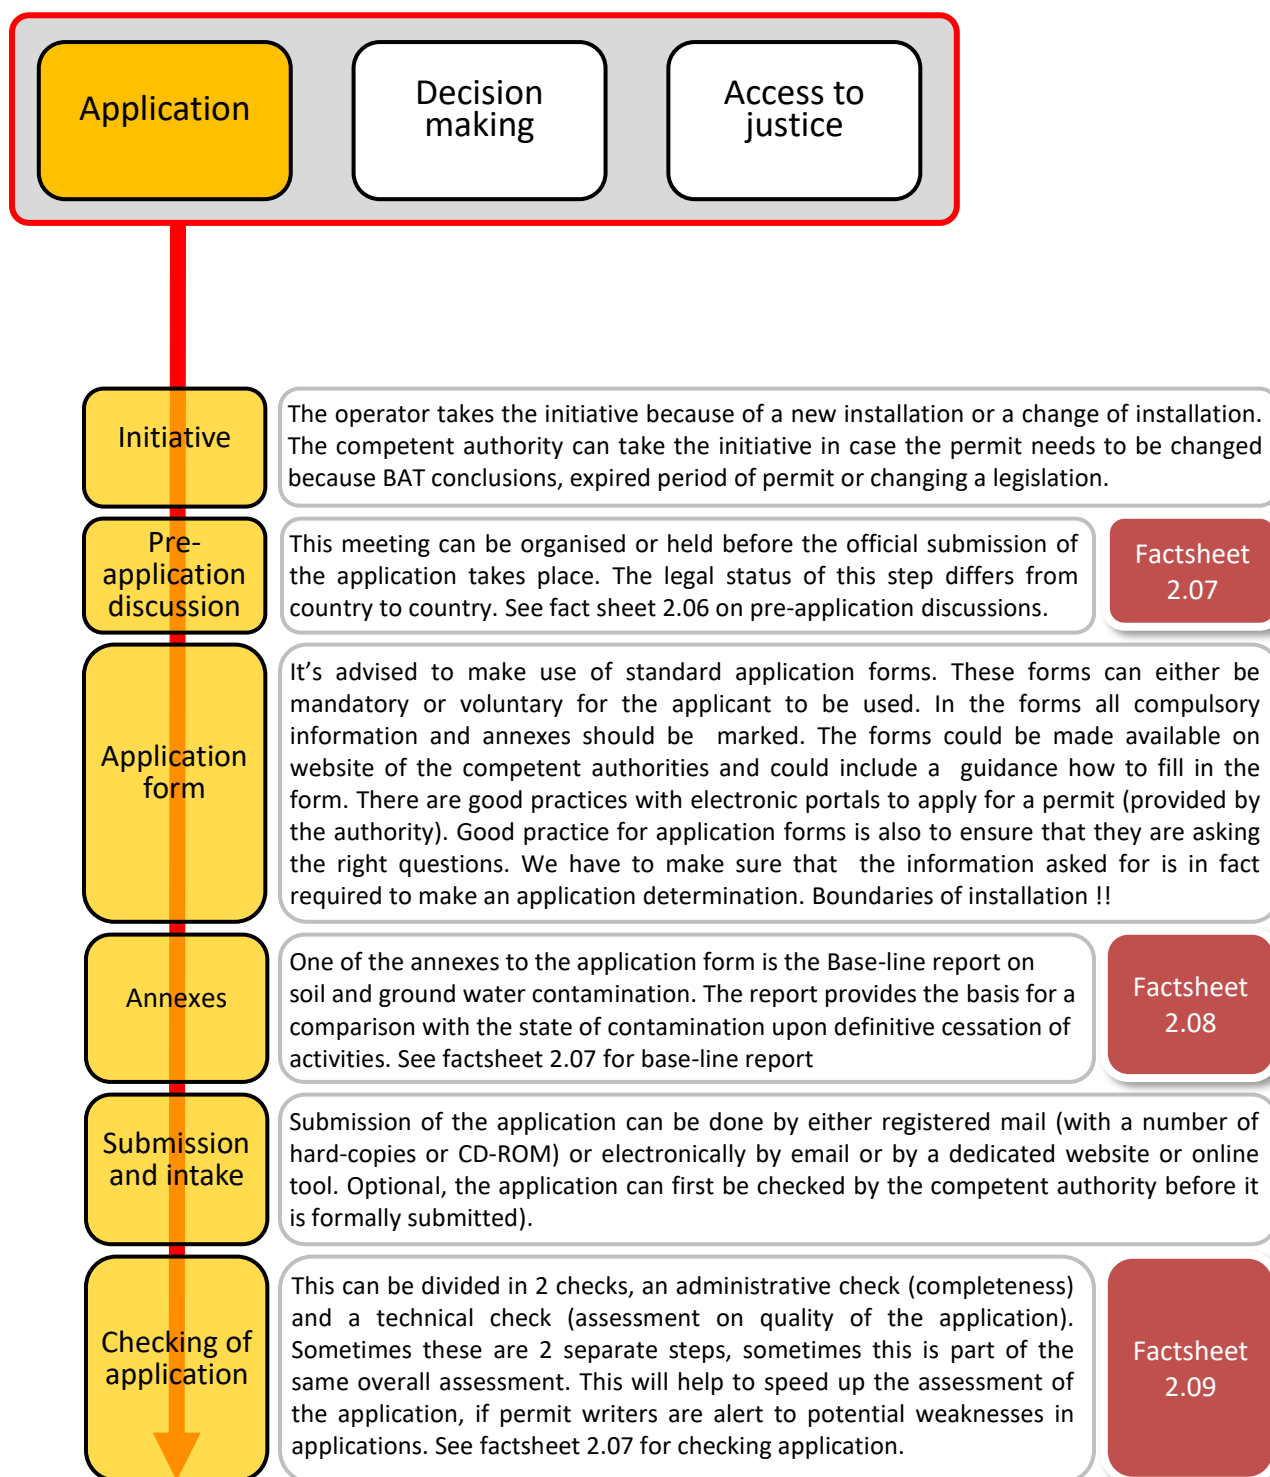 Application
Decision
making
Access to
justice
Initiative
The operator takes the initiative because of a new installation or a change of installation.
The competent authority can take the initiative in case the permit needs to be changed
because BAT conclusions, expired period of permit or changing a legislation.
Pre-
application
discussion
This meeting can be organised or held before the official submission of
the application takes place. The legal status of this step differs from
country to country. See fact sheet 2.06 on pre-application discussions.
Factsheet
2.07
Application
form
It’s advised to make use of standard application forms. These forms can either be
mandatory or voluntary for the applicant to be used. In the forms all compulsory
information and annexes should be marked. The forms could be made available on
website of the competent authorities and could include a guidance how to fill in the
form. There are good practices with electronic portals to apply for a permit (provided by
the authority). Good practice for application forms is also to ensure that they are asking
the right questions. We have to make sure that the information asked for is in fact
required to make an application determination. Boundaries of installation !!
Annexes
One of the annexes to the application form is the Base-line report on
soil and ground water contamination. The report provides the basis for a
comparison with the state of contamination upon definitive cessation of
activities. See factsheet 2.07 for base-line report
Factsheet
2.08
Submission
and intake
Submission of the application can be done by either registered mail (with a number of
hard-copies or CD-ROM) or electronically by email or by a dedicated website or online
tool. Optional, the application can first be checked by the competent authority before it
is formally submitted).
Checking of
application
This can be divided in 2 checks, an administrative check (completeness)
and a technical check (assessment on quality of the application).
Sometimes these are 2 separate steps, sometimes this is part of the
same overall assessment. This will help to speed up the assessment of
the application, if permit writers are alert to potential weaknesses in
applications. See factsheet 2.07 for checking application.
Factsheet
2.09